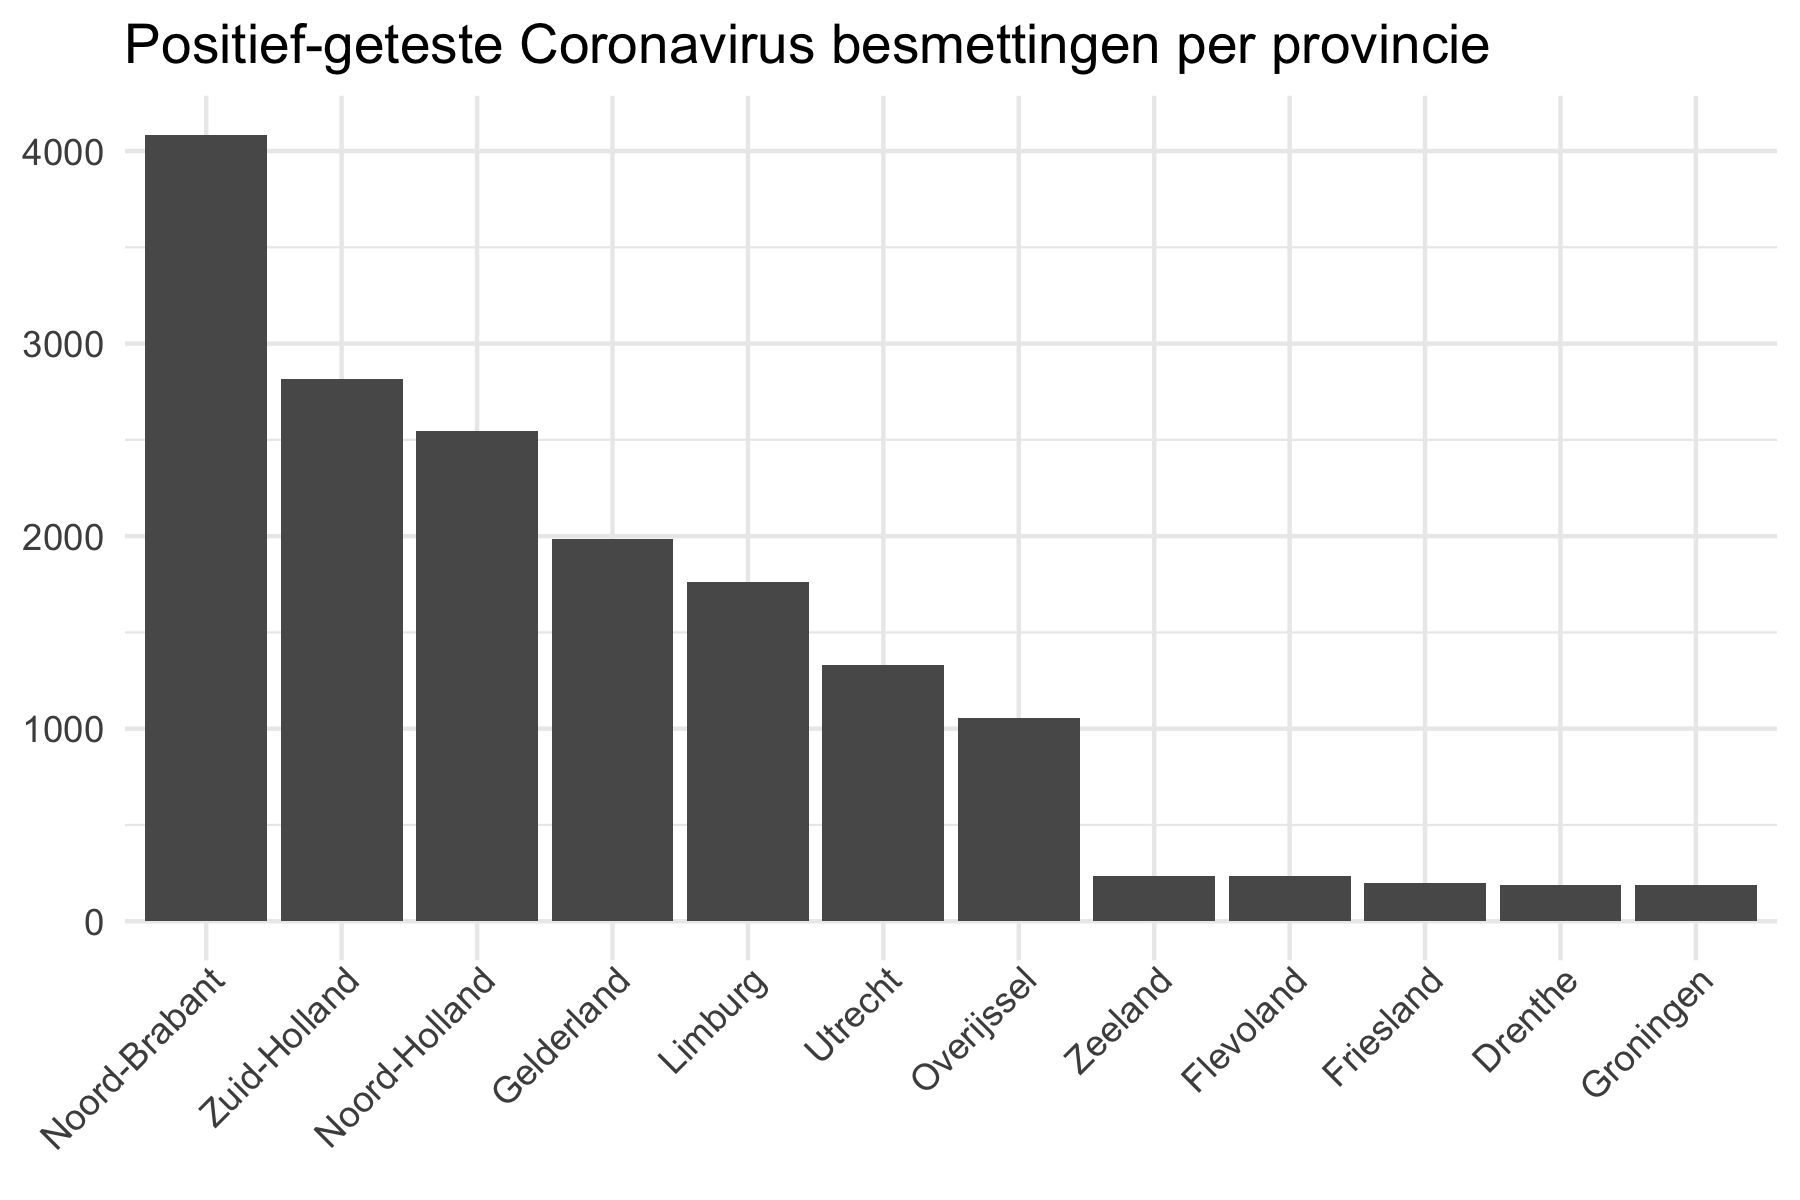 Positief-geteste Coronavirus besmettingen per provincie
4000
3000
2000
1000
0
Noord-Brabant
Zuid-Holland
Noord-Holland
Gelderland
Limburg
Utrecht
Overijssel
Zeeland
Flevoland
Friesland
Drenthe
Groningen